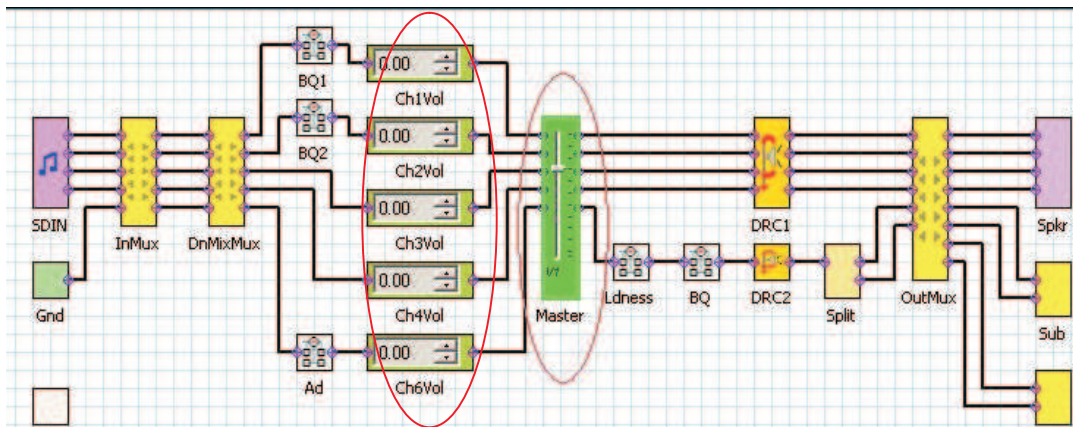 BQ1
0.00
Ch1Vol
BQ2
0.00
Ch2Vol
SDIN
InMux
DnMixMux
0.00
Ch3Vol
DRC1
Spkr
V1
Gnd
0.00
Ch4Vol
Master
Ldness
BQ
DRC2
Split
OutMux
Sub
Ad
0.00
Ch6Vol